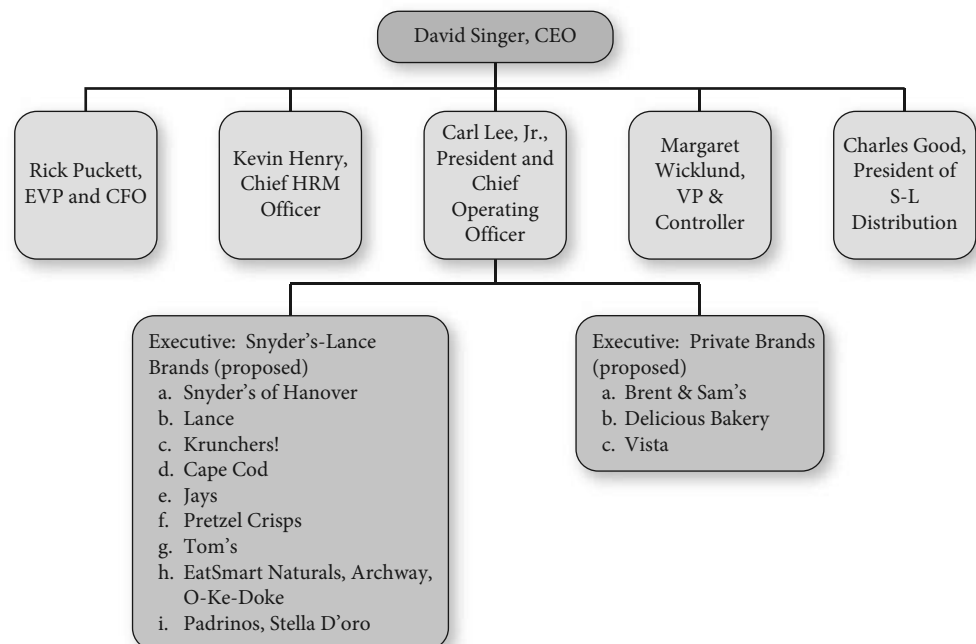 David Singer, CEO
Rick Puckett,
EVP and CFO
Kevin Henry,
Chief HRM
Officer
Carl Lee, Jr.,
President and
Chief
Operating
Officer
Margaret
Wicklund,
VP &
Controller
Charles Good,
President of
S-L
Distribution
Executive: Snyder's-Lance
Brands (proposed)
a. Snyder's of Hanover
b. Lance
c. Krunchers!
d. Cape Cod
e. Jays
f. Pretzel Crisps
g. Tom's
h. EatSmart Naturals, Archway,
O-Ke-Doke
i. Padrinos, Stella D'oro
Executive: Private Brands
(proposed)
a. Brent & Sam's
b. Delicious Bakery
c. Vista